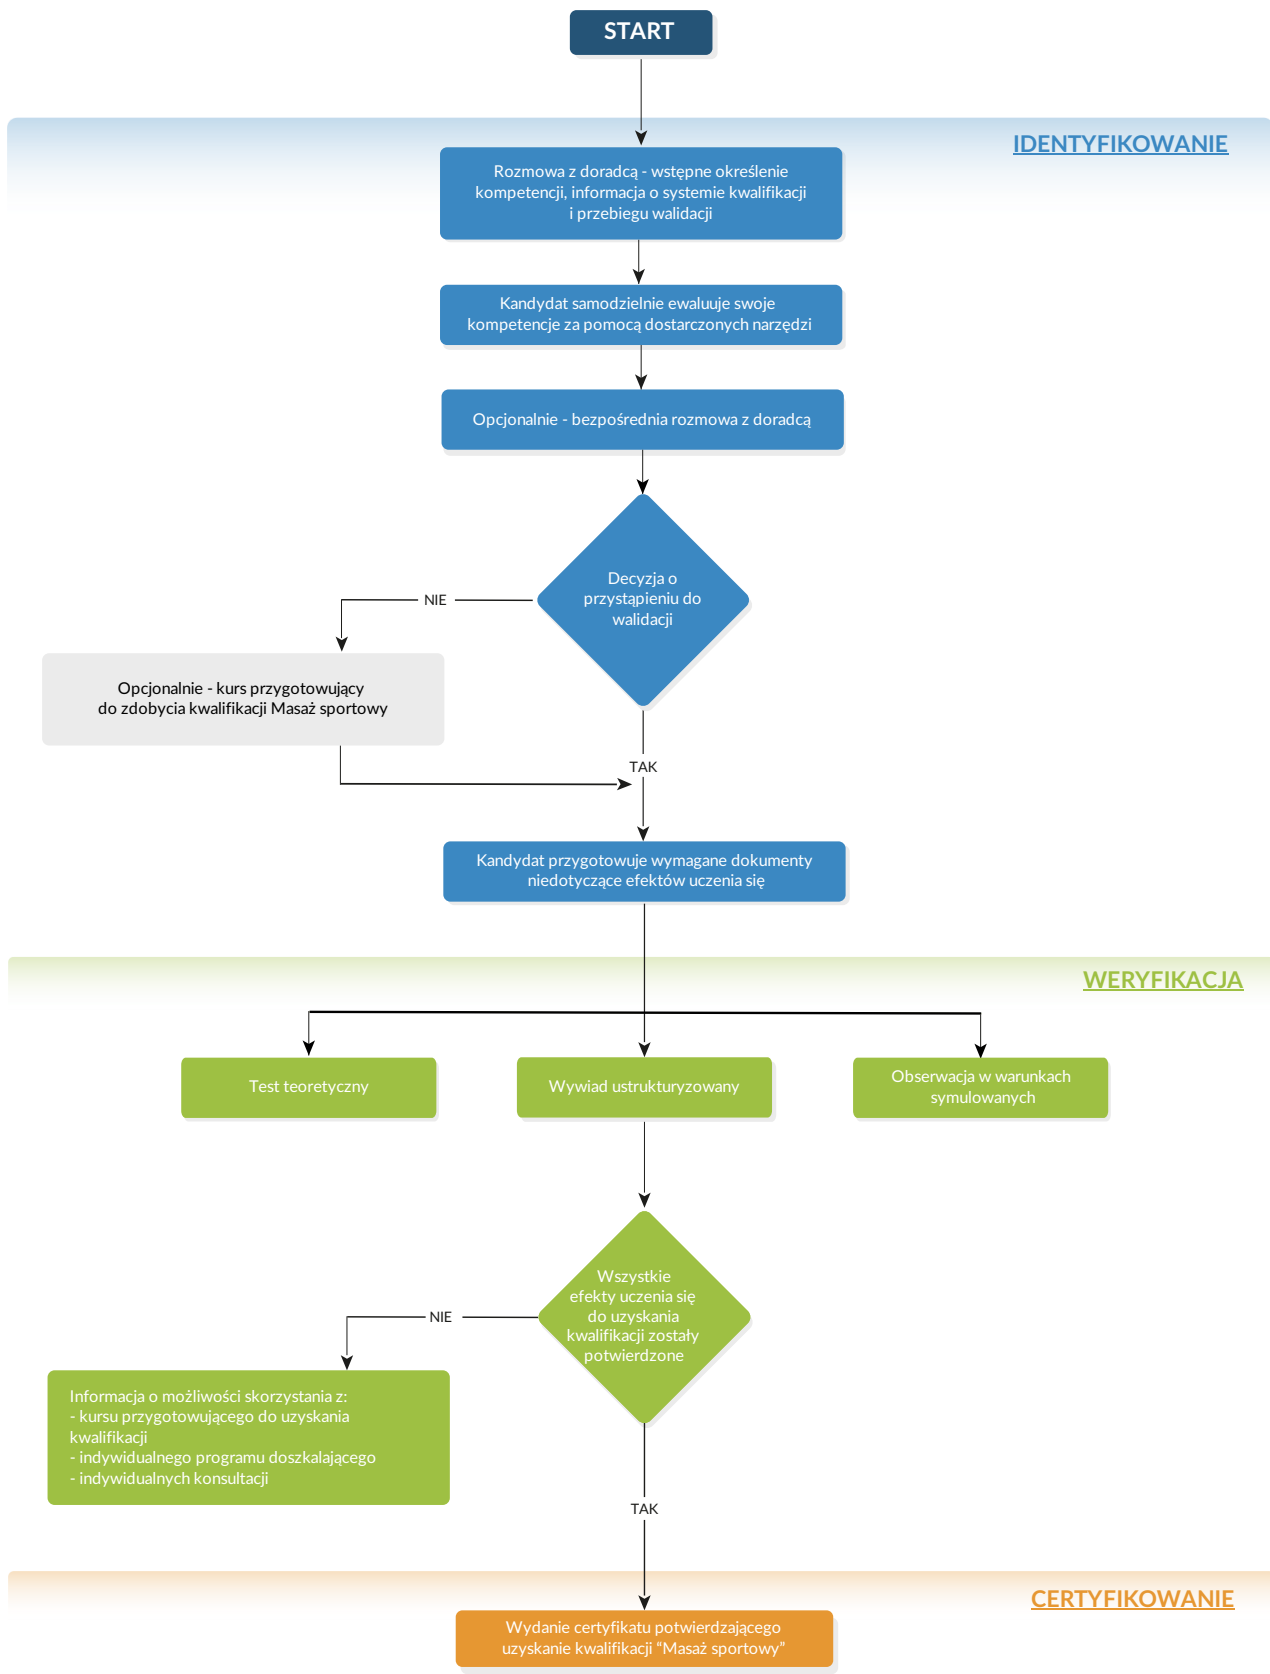 START
IDENTYFIKOWANIE
Rozmowa z doradcą - wstępne określenie
kompetencji, informacja o systemie kwalifikacji
i przebiegu walidacji
Kandydat samodzielnie ewaluuje swoje
kompetencje za pomocą dostarczonych narzędzi
Opcjonalnie - bezpośrednia rozmowa z doradcą
Decyzja o
przystąpieniu do
walidacji
NIE
Opcjonalnie - kurs przygotowujący
do zdobycia kwalifikacji Masaż sportowy
TAK
Kandydat przygotowuje wymagane dokumenty
niedotyczące efektów uczenia się
WERYFIKACJA
Test teoretyczny
Wywiad ustrukturyzowany
Obserwacja w warunkach
symulowanych
Wszystkie
efekty uczenia się
do uzyskania
kwalifikacji zostały
potwierdzone
NIE
Informacja o możliwości skorzystania z:
- kursu przygotowującego do uzyskania
kwalifikacji
- indywidualnego programu doszkalającego
- indywidualnych konsultacji
TAK
CERTYFIKOWANIE
Wydanie certyfikatu potwierdzającego
uzyskanie kwalifikacji “Masaż sportowy”